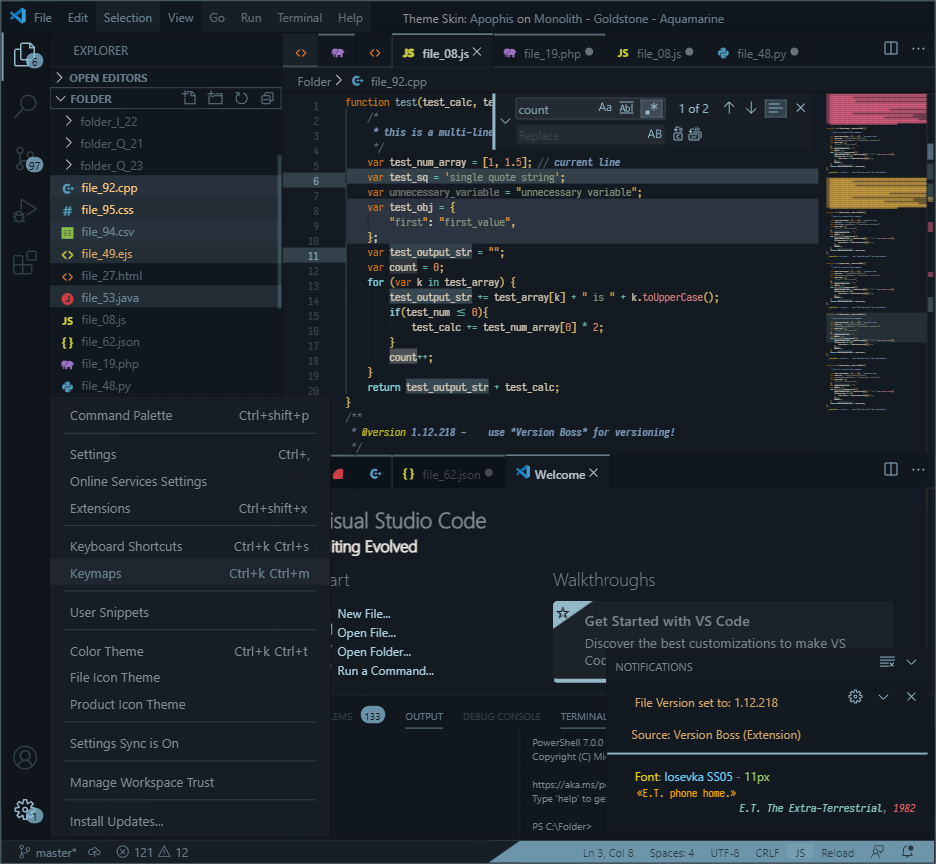 File Edit Selection View Go Run Terminal Help Theme Skin: Apophis on Monolith - Goldstone - Aquamarine
6
EXPLORER
JS file_08.js file_19.php JS file_08.js file_48.py
OPEN EDITORS
FOLDER
Folder > file_92.cpp
folder_l_22
folder_Q_21
folder_Q_23
97
file_92.cpp
file_95.css
file_94.csv
file_49.ejs
file_27.html
file_53.java
JS file_08.js
{} file_62.json
file_19.php
file_48.py
count Aa Abl .* 1 of 2
Replace AB
1 function test(test_calc, te
2 /*
3 * this is a multi-line
4 */
5 var test_num_array = [1, 1.5]; // current line
6 var test_sq = 'single quote string';
7 var unnecessary_variable = "unnecessary variable";
8 var test_obj = {
9 "first": "first_value",
10 };
11 var test_output_str = "";
12 var count = 0;
13 for (var k in test_array) {
14 test_output_str += test_array[k] + " is " + k.toUpperCase();
15 if(test_num ≤ 0){
16 test_calc += test_num_array[0] * 2;
17 }
18 count++;
19 }
20 return test_output_str + test_calc;
}
/**
* @version 1.12.218 - use *Version Boss* for versioning!
*/
Command Palette Ctrl+shift+p
Settings Ctrl+,
Online Services Settings
Extensions Ctrl+shift+x
Keyboard Shortcuts Ctrl+k Ctrl+s
Keymaps Ctrl+k Ctrl+m
User Snippets
Color Theme Ctrl+k Ctrl+t
File Icon Theme
Product Icon Theme
Settings Sync is On
Manage Workspace Trust
Install Updates...
1
{} file_62.json Welcome
isual Studio Code
iting Evolved
art
New File...
Open File...
Open Folder...
Run a Command...
Walkthroughs
Get Started with VS Code
Discover the best customizations to make VS
Coc
LEMS 133 OUTPUT DEBUG CONSOLE TERMINAL
PowerShell 7.0.0
Copyright (C) Mi
https://aka.ms/p
Type 'help' to ge
PS C:\Folder>
NOTIFICATIONS
File Version set to: 1.12.218
Source: Version Boss (Extension)
Font: Iosevka SS05 - 11px
«E.T. phone home.»
E.T. The Extra-Terrestrial, 1982
master* 121 12 Ln 3, Col 8 Spaces: 4 UTF-8 CRLF JS Reload